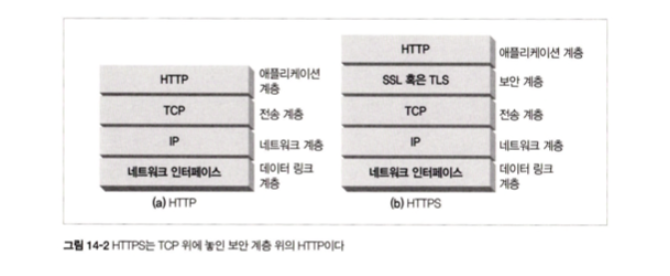 HTTP
애플리케이션
계층
TCP
전송 계층
IP
네트워크 계층
네트워크 인터페이스
데이터 링크
계층
(a) HTTP
HTTP
애플리케이션 계층
SSL 혹은 TLS
보안 계층
TCP
전송 계층
IP
네트워크 계층
네트워크 인터페이스
데이터 링크
계층
(b) HTTPS
그림 14-2 HTTPS는 TCP 위에 놓인 보안 계층 위의 HTTP이다